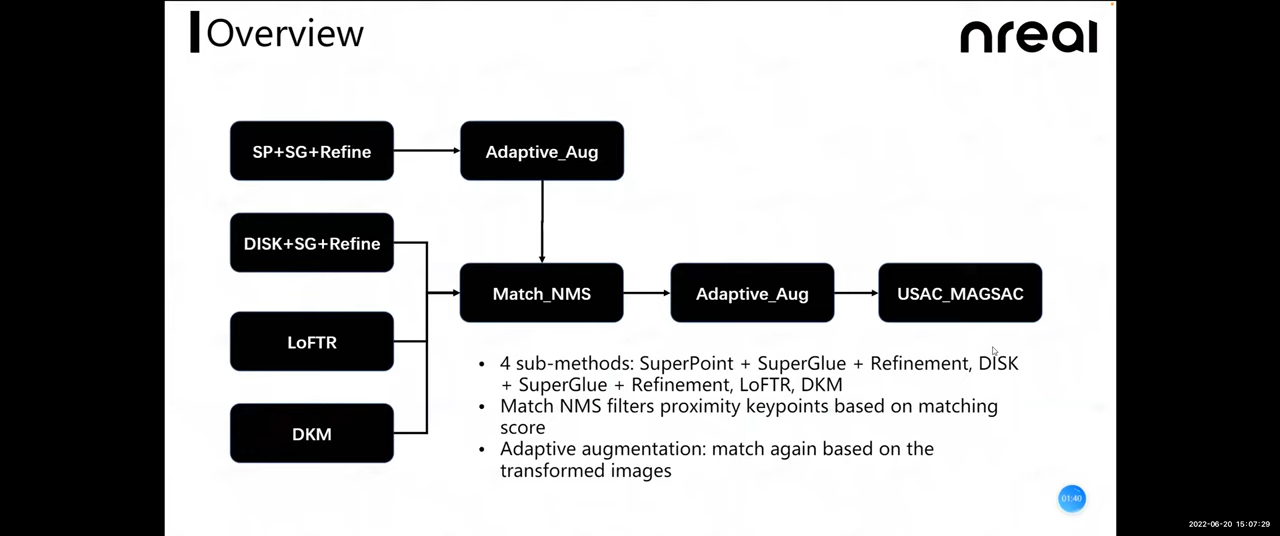 Overview
nreal
SP+SG+Refine
Adaptive_Aug
DISK+SG+Refine
Match_NMS
Adaptive_Aug
USAC_MAGSAC
LoFTR
DKM
• 4 sub-methods: SuperPoint + SuperGlue + Refinement, DISK
+ SuperGlue + Refinement, LoFTR, DKM
• Match NMS filters proximity keypoints based on matching
score
• Adaptive augmentation: match again based on the
transformed images
01:40
2022-06-20 15:07:29